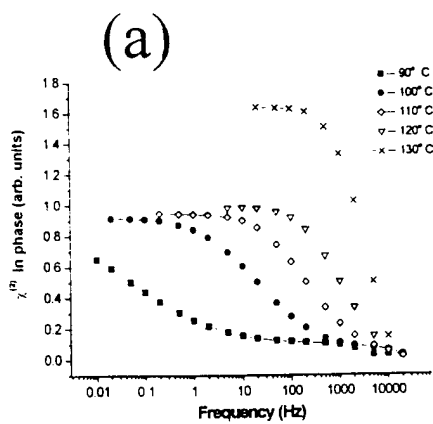 (a)
χ⁽²⁾ In phase (arb. units)
1.8
1.6
1.4
1.2
1.0
0.8
0.6
0.4
0.2
0.0
90° C
100° C
110° C
120° C
130° C
0.01 0.1 1 10 100 1000 10000
Frequency (Hz)